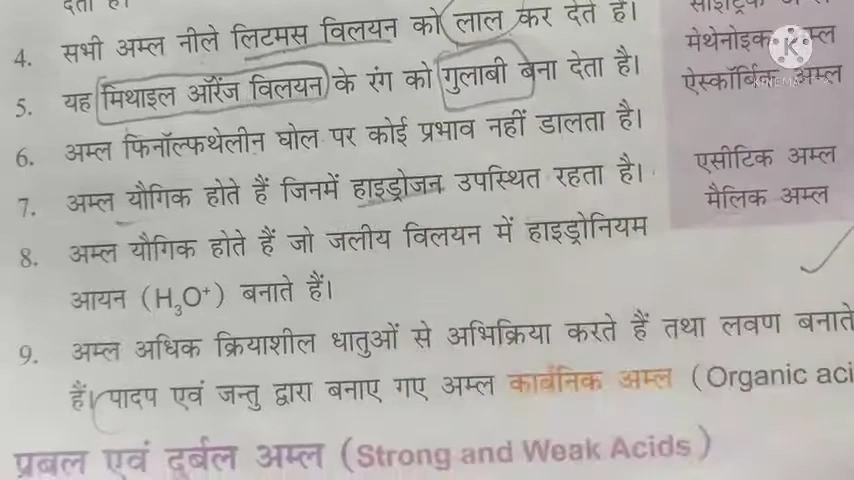 4. सभी अम्ल नीले लिटमस विलयन को लाल कर देते हैं।
5. यह मिथाइल ऑरेंज विलयन के रंग को गुलाबी बना देता है।
6. अम्ल फिनॉल्फथेलीन घोल पर कोई प्रभाव नहीं डालता है।
7. अम्ल यौगिक होते हैं जिनमें हाइड्रोजन उपस्थित रहता है।
8. अम्ल यौगिक होते हैं जो जलीय विलयन में हाइड्रोनियम
आयन (H₃O⁺) बनाते हैं।
9. अम्ल अधिक क्रियाशील धातुओं से अभिक्रिया करते हैं तथा लवण बनाते
हैं। पादप एवं जन्तु द्वारा बनाए गए अम्ल कार्बनिक अम्ल (Organic aci
प्रबल एवं दुर्बल अम्ल (Strong and Weak Acids)
मेथेनोइक अम्ल
ऐस्कॉर्बिक अम्ल
एसीटिक अम्ल
मैलिक अम्ल
K